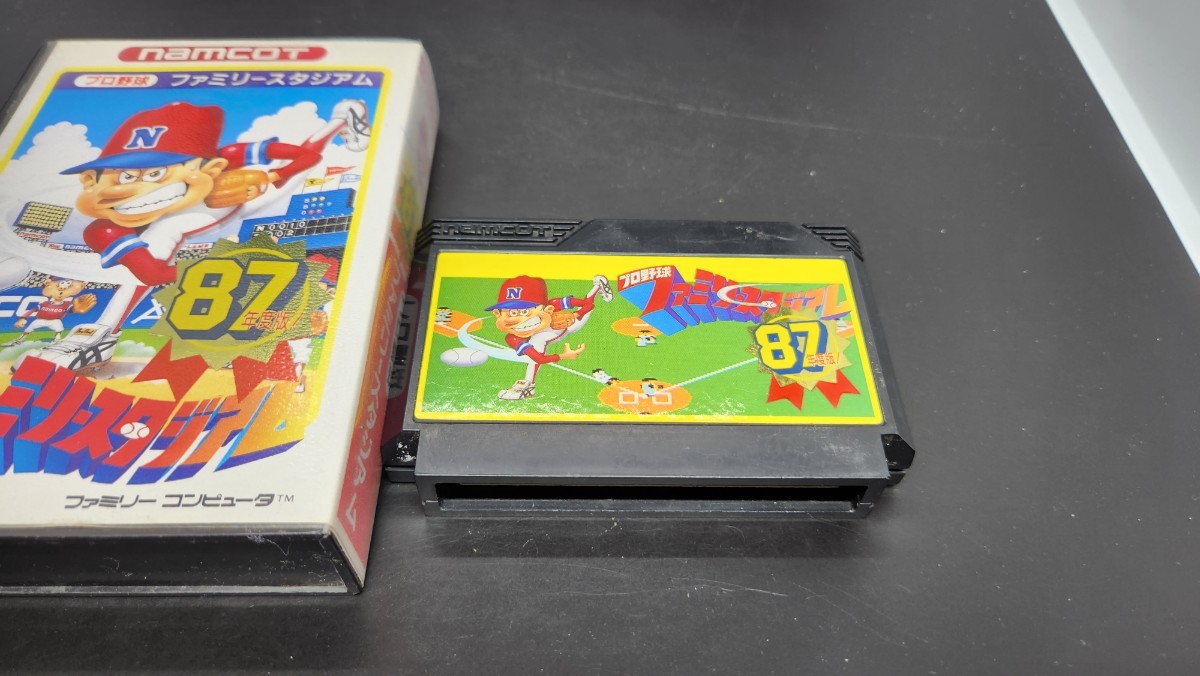 namcot
プロ野球 ファミリースタジアム
N
N0010
87
年度版
ミリースタジアム
ファミリー コンピュータ™
namcot
プロ野球
ファミリースタジアム
N
87
年度版!